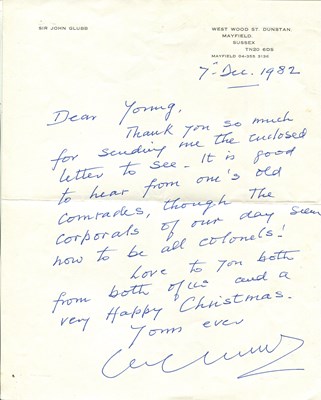 SIR JOHN GLUBB
WEST WOOD ST. DUNSTAN,
MAYFIELD,
SUSSEX
TN20 6DS
MAYFIELD 04-355 3136
7 Dec. 1982
Dear Young,
Thank you so much
for sending me the enclosed
letter to see. It is good
to hear from one's old
comrades, though the
corporals of our day seem
now to be all colonels!
Love to you both
from both of us and a
very Happy Christmas.
Yours ever